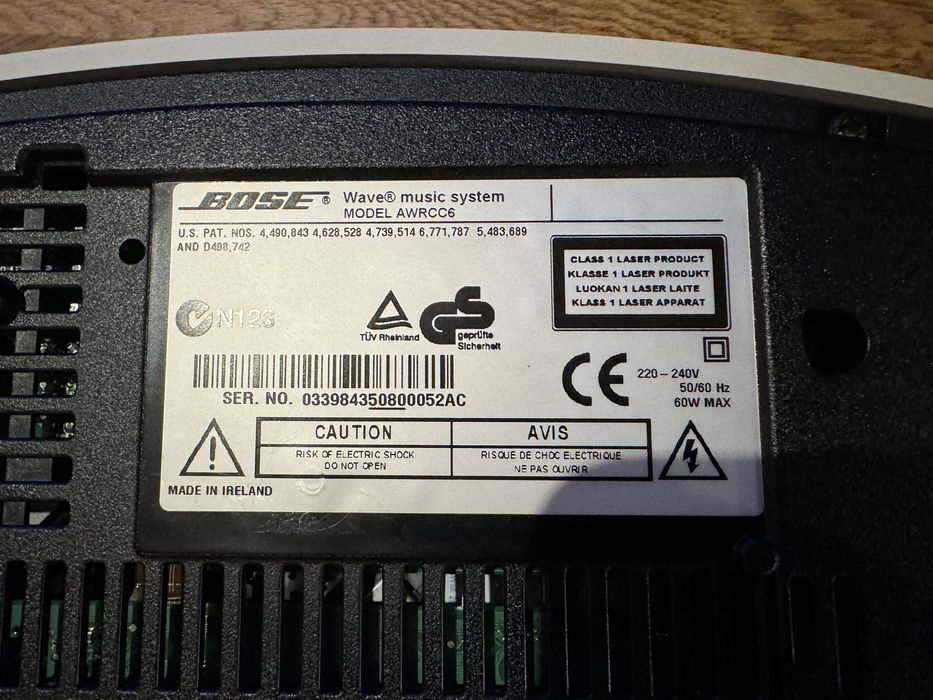 BOSE ® Wave® music system
MODEL AWRCC6
U.S. PAT. NOS. 4,490,843 4,628,528 4,739,514 6,771,787 5,483,689
AND D498,742
CLASS 1 LASER PRODUCT
KLASSE 1 LASER PRODUKT
LUOKAN 1 LASER LAITE
KLASS 1 LASER APPARAT
N123
TÜV Rheinland
GS
geprüfte
Sicherheit
CE
220 – 240V
50/60 Hz
60W MAX
SER. NO. 033984350800052AC
CAUTION
RISK OF ELECTRIC SHOCK
DO NOT OPEN
AVIS
RISQUE DE CHOC ELECTRIQUE
NE PAS OUVRIR
MADE IN IRELAND